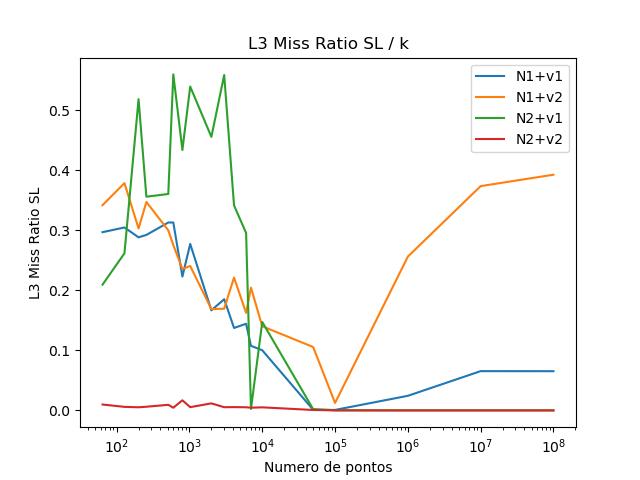 L3 Miss Ratio SL / k
N1+v1
N1+v2
N2+v1
N2+v2
L3 Miss Ratio SL
0.5
0.4
0.3
0.2
0.1
0.0
10² 10³ 10⁴ 10⁵ 10⁶ 10⁷ 10⁸
Numero de pontos